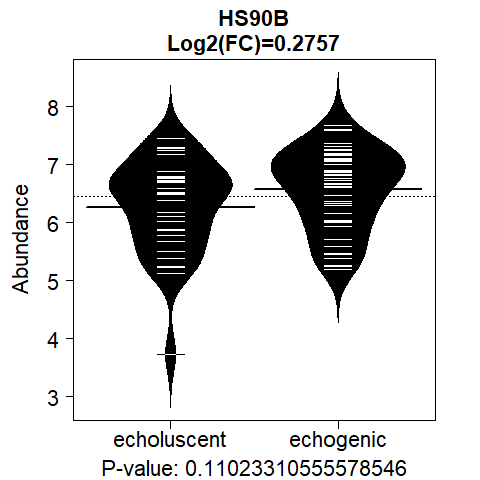 HS90B
Log2(FC)=0.2757
Abundance
8
7
6
5
4
3
echoluscent echogenic
P-value: 0.11023310555578546